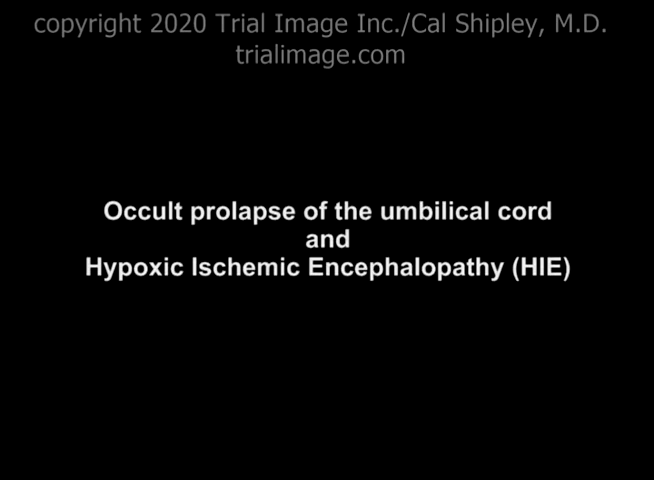 copyright 2020 Trial Image Inc./Cal Shipley, M.D.
trialimage.com
Occult prolapse of the umbilical cord
and
Hypoxic Ischemic Encephalopathy (HIE)